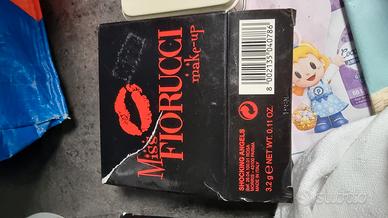 Miss
FIORUCCI
make-up
8 002135 040786
SHOCKING ANGELS
MADE IN ITALY
3.2 g e NET WT. 0.11 OZ.
subito